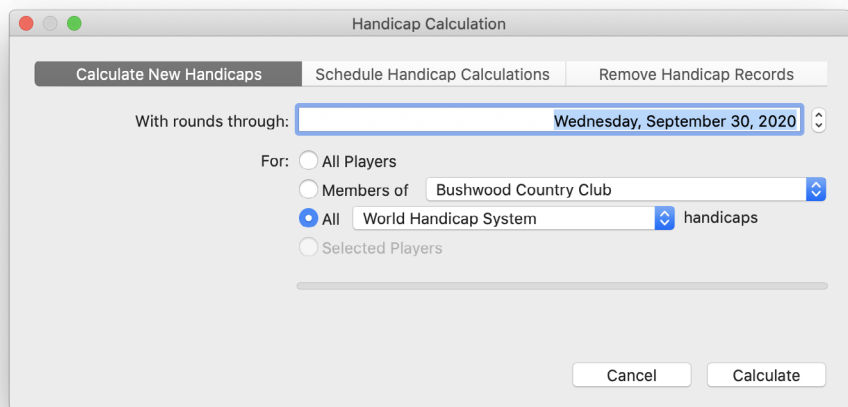 Handicap Calculation
Calculate New Handicaps Schedule Handicap Calculations Remove Handicap Records
With rounds through: Wednesday, September 30, 2020
For: All Players
Members of Bushwood Country Club
All World Handicap System handicaps
Selected Players
Cancel Calculate